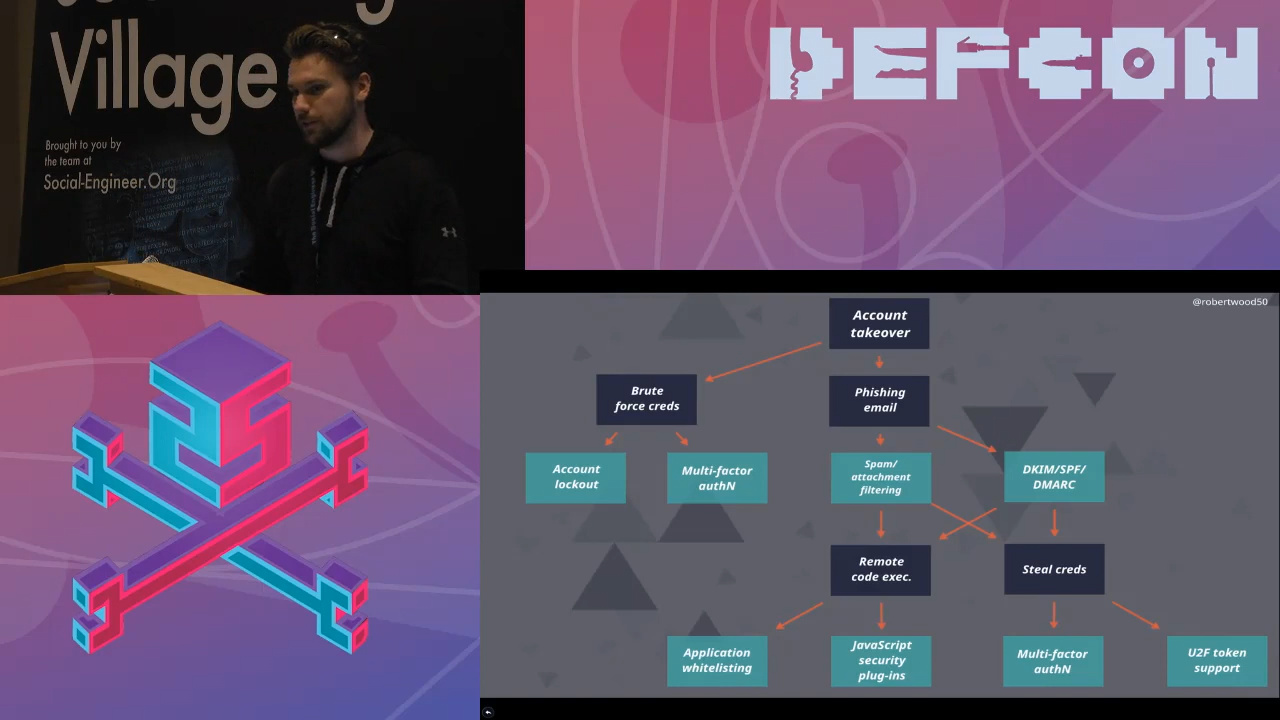 Village
Brought to you by
the team at
Social-Engineer.Org
DEFCON
@robertwood50
Account
takeover
Brute
force creds
Phishing
email
Account
lockout
Multi-factor
authN
Spam/
attachment
filtering
DKIM/SPF/
DMARC
Remote
code exec.
Steal creds
Application
whitelisting
JavaScript
security
plug-ins
Multi-factor
authN
U2F token
support